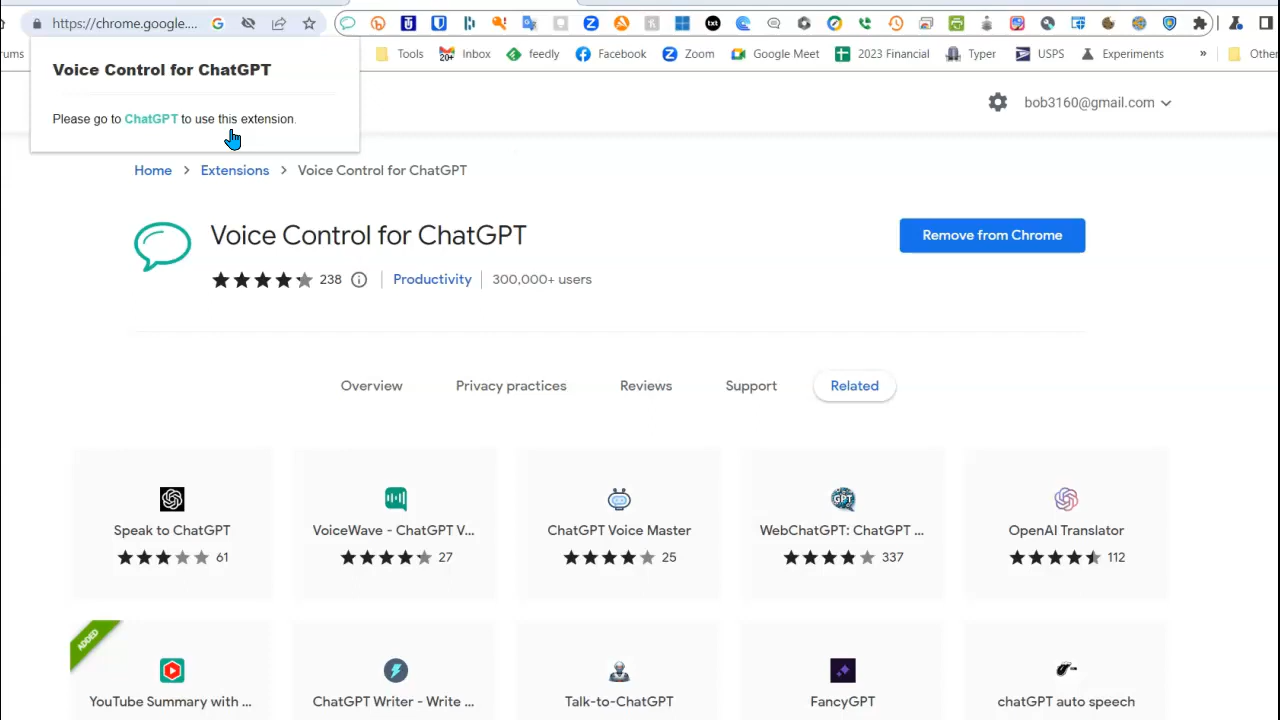 https://chrome.google....
txt
ums
Tools
20+
Inbox
feedly
Facebook
Zoom
Google Meet
2023 Financial
Typer
USPS
Experiments
»
Other
Voice Control for ChatGPT
Please go to ChatGPT to use this extension.
bob3160@gmail.com
Home > Extensions > Voice Control for ChatGPT
Voice Control for ChatGPT
Remove from Chrome
238
Productivity
300,000+ users
Overview
Privacy practices
Reviews
Support
Related
Speak to ChatGPT
61
VoiceWave - ChatGPT V...
27
ChatGPT Voice Master
25
GPT
WebChatGPT: ChatGPT ...
337
OpenAI Translator
112
ADDED
YouTube Summary with ...
ChatGPT Writer - Write ...
Talk-to-ChatGPT
FancyGPT
chatGPT auto speech